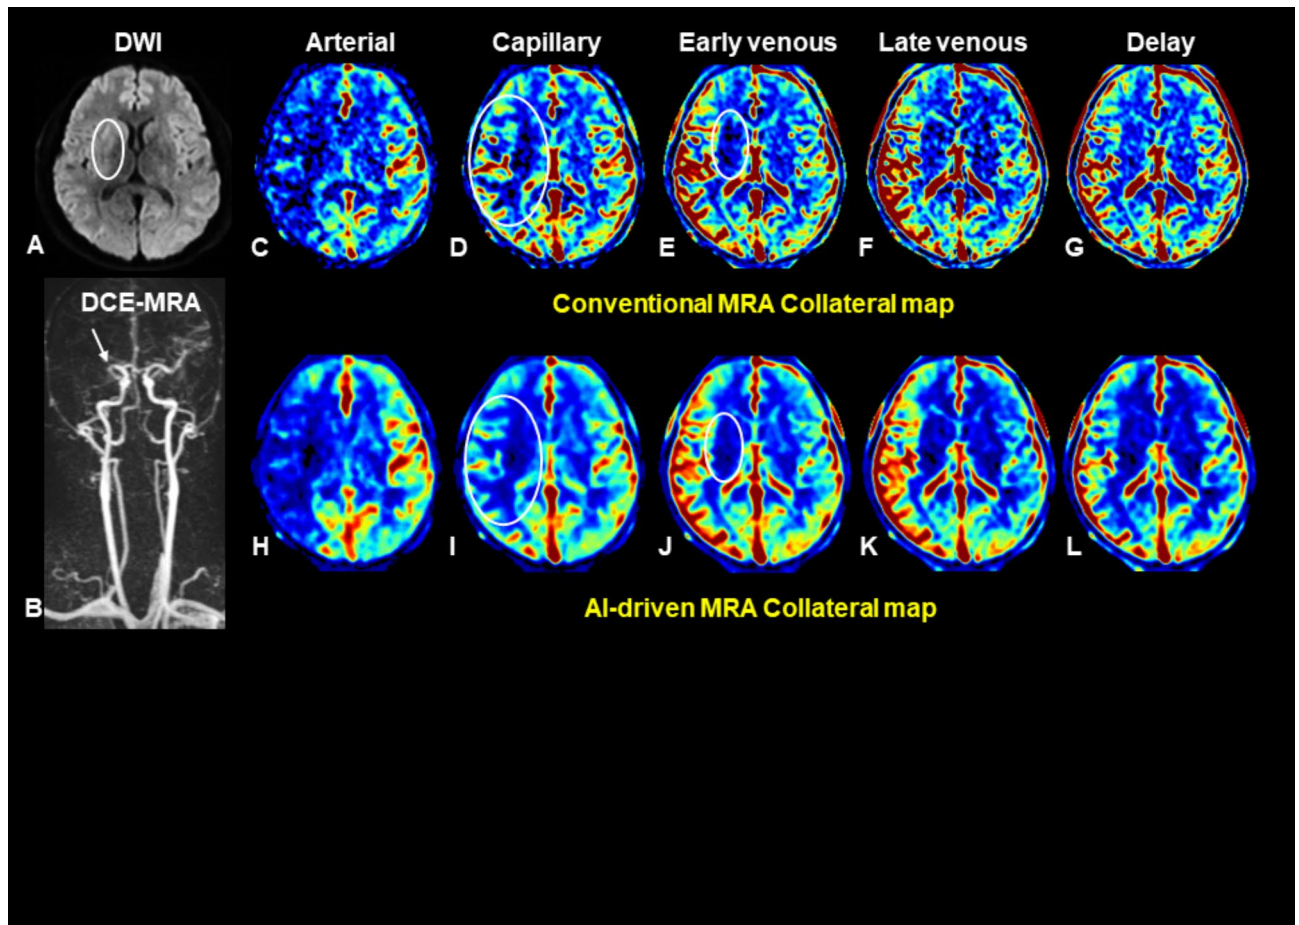 DWI Arterial Capillary Early venous Late venous Delay
A C D E F G
DCE-MRA
Conventional MRA Collateral map
H I J K L
B
AI-driven MRA Collateral map